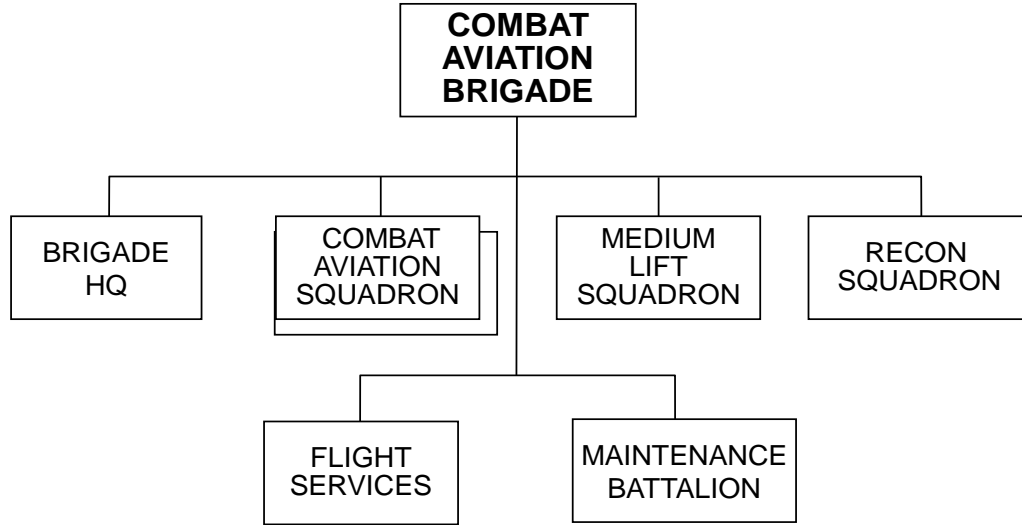 COMBAT
AVIATION
BRIGADE
BRIGADE
HQ
COMBAT
AVIATION
SQUADRON
MEDIUM
LIFT
SQUADRON
RECON
SQUADRON
FLIGHT
SERVICES
MAINTENANCE
BATTALION